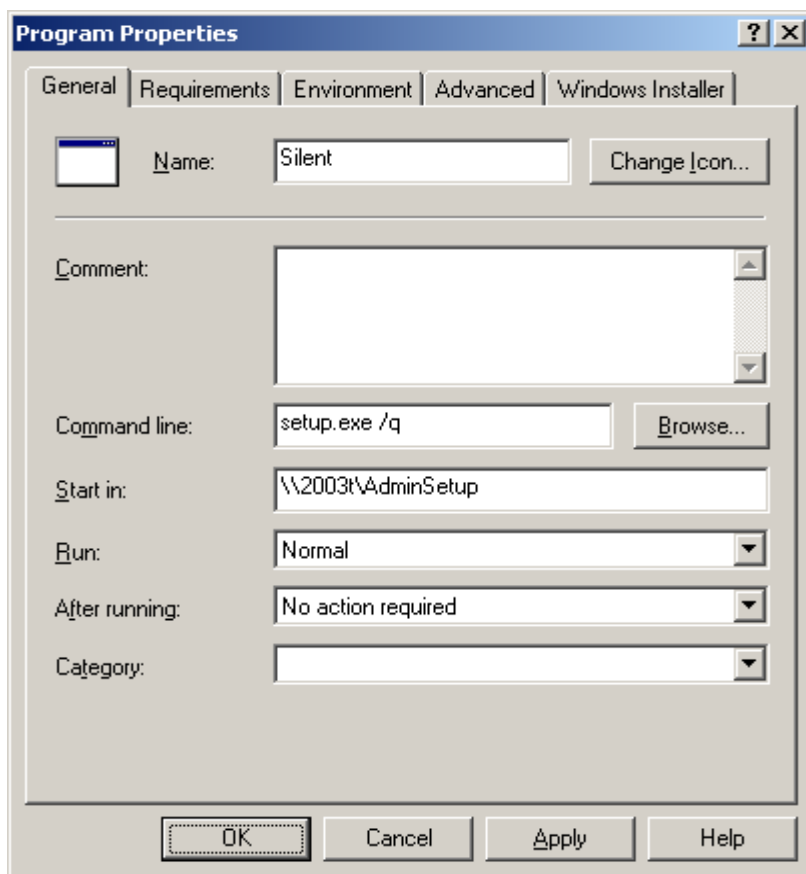 Program Properties
General Requirements Environment Advanced Windows Installer
Name: Silent Change Icon...
Comment:
Command line: setup.exe /q Browse...
Start in: \\2003t\AdminSetup
Run: Normal
After running: No action required
Category:
OK Cancel Apply Help